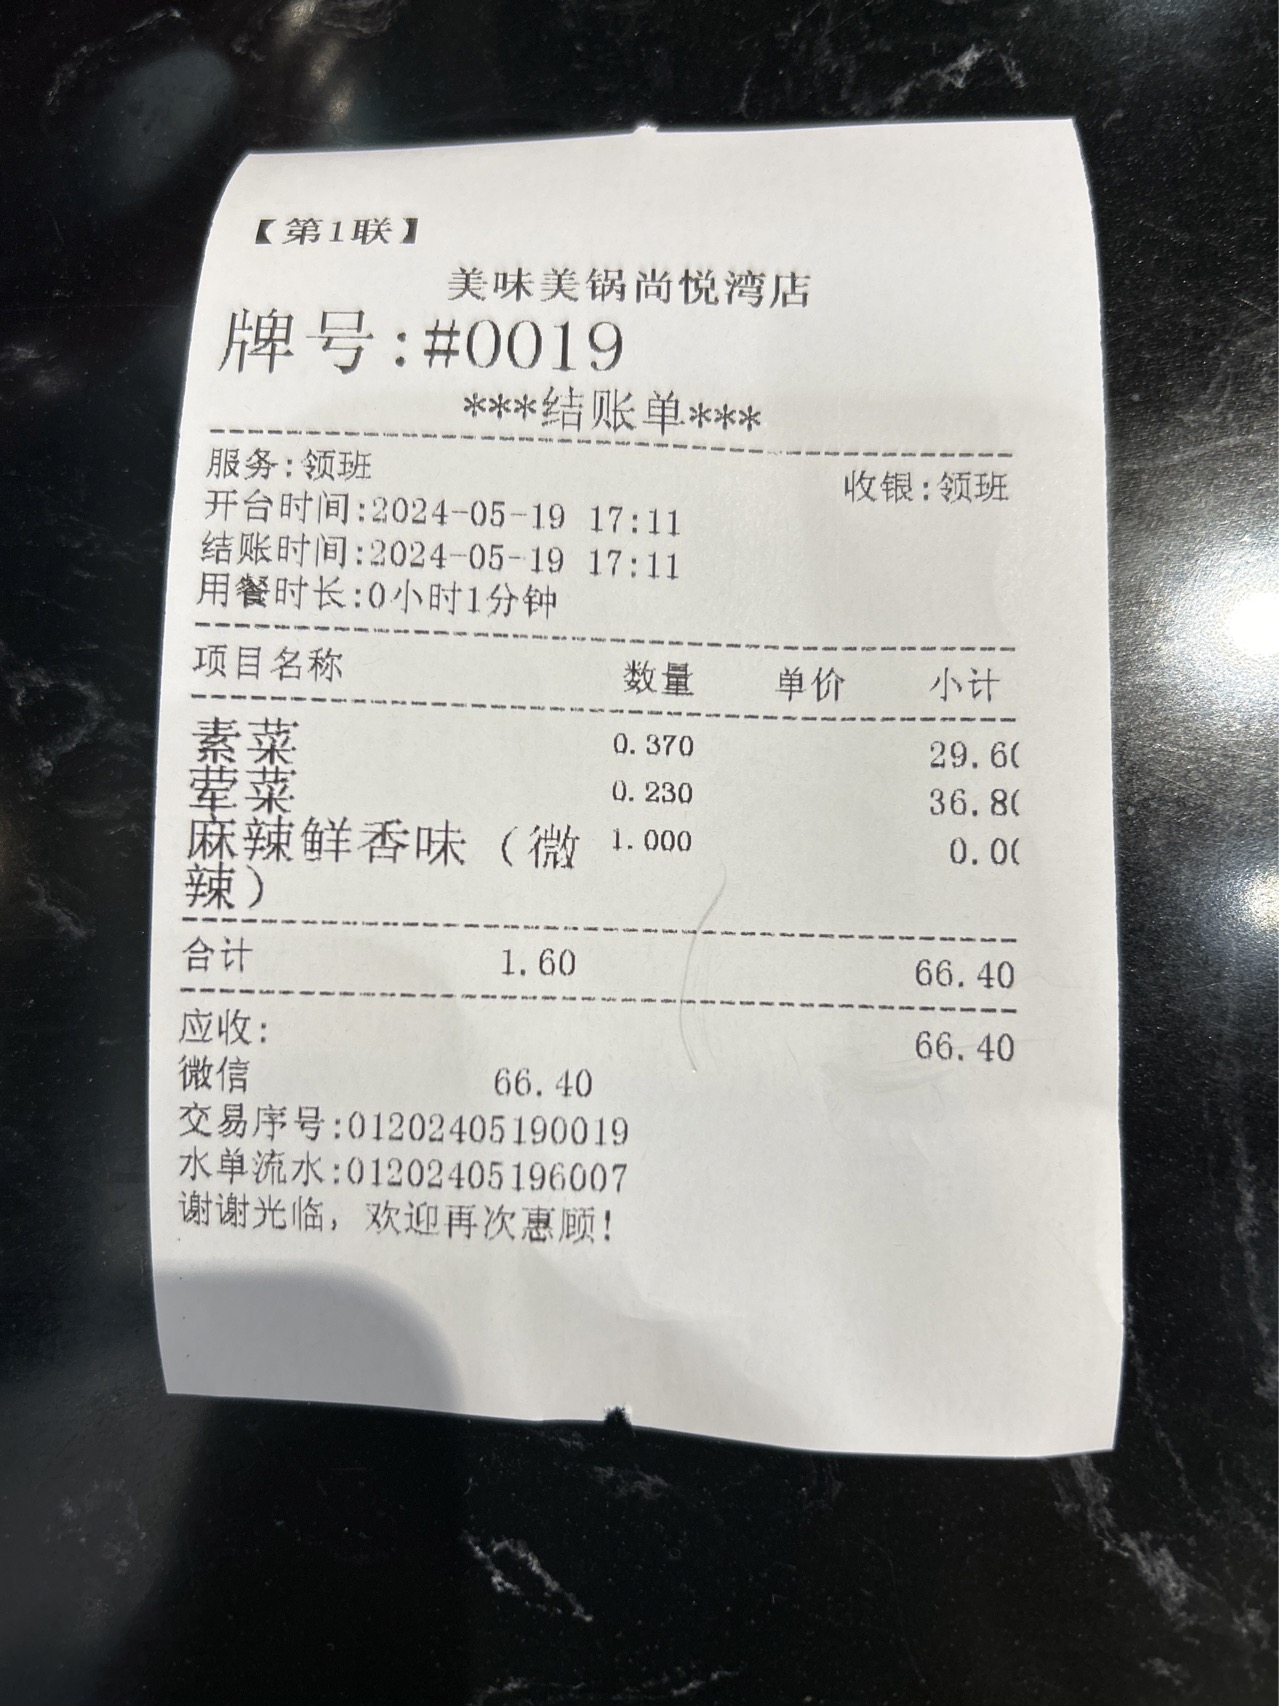 【第1联】
美味美锅尚悦湾店
牌号:#0019
***结账单***
服务:领班 收银:领班
开台时间:2024-05-19 17:11
结账时间:2024-05-19 17:11
用餐时长:0小时1分钟
项目名称 数量 单价 小计
素菜 0.370 29.60
荤菜 0.230 36.80
麻辣鲜香味（微 1.000 0.00
辣）
合计 1.60 66.40
应收: 66.40
微信 66.40
交易序号:01202405190019
水单流水:01202405196007
谢谢光临，欢迎再次惠顾!